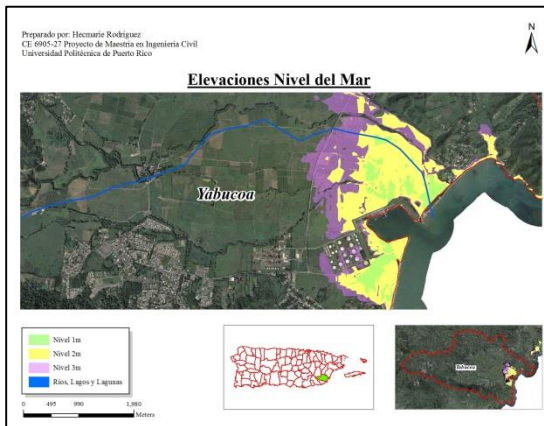 Preparado por: Hecmarie Rodriguez
CE 6905-27 Proyecto de Maestria en Ingenieria Civil
Universidad Politécnica de Puerto Rico
N
Elevaciones Nivel del Mar
Yabucoa
Nivel 1m
Nivel 2m
Nivel 3m
Ríos, Lagos y Lagunas
0 495 990 1,980
Meters
Yabucoa